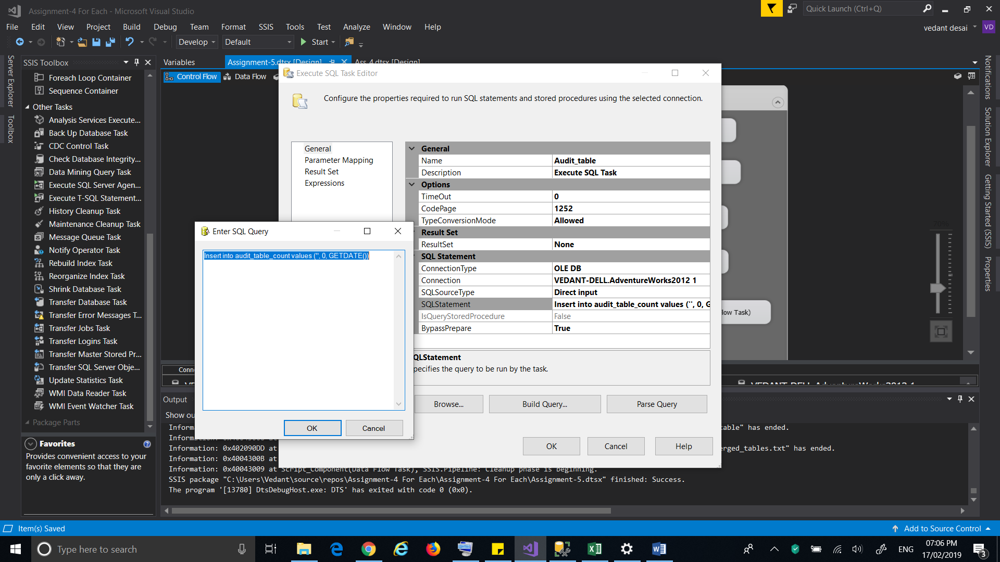 Assignment-4 For Each - Microsoft Visual Studio
Quick Launch (Ctrl+Q)
File Edit View Project Build Debug Team Format SSIS Tools Test Analyze Window Help
vedant desai
VD
Develop Default Start
Server Explorer
Toolbox
SSIS Toolbox
Foreach Loop Container
Sequence Container
Other Tasks
Analysis Services Execute...
Back Up Database Task
CDC Control Task
Check Database Integrity...
Data Mining Query Task
Execute SQL Server Agen...
Execute T-SQL Statement...
History Cleanup Task
Maintenance Cleanup Task
Message Queue Task
Notify Operator Task
Rebuild Index Task
Reorganize Index Task
Shrink Database Task
Transfer Database Task
Transfer Error Messages T...
Transfer Jobs Task
Transfer Logins Task
Transfer Master Stored Pr...
Transfer SQL Server Obje...
Update Statistics Task
WMI Data Reader Task
WMI Event Watcher Task
Package Parts
Favorites
Provides convenient access to your
favorite elements so that they are
only a click away.
Variables
Assignment-5.dtsx [Design]
Ass_4.dtsx [Design]
Control Flow
Data Flow
Execute SQL Task Editor
Configure the properties required to run SQL statements and stored procedures using the selected connection.
General
Parameter Mapping
Result Set
Expressions
General
Name Audit_table
Description Execute SQL Task
Options
TimeOut 0
CodePage 1252
TypeConversionMode Allowed
Result Set
ResultSet None
SQL Statement
ConnectionType OLE DB
Connection VEDANT-DELL.AdventureWorks2012 1
SQLSourceType Direct input
SQLStatement Insert into audit_table_count values ('', 0, G
IsQueryStoredProcedure False
BypassPrepare True
QLStatement
pecifies the query to be run by the task.
Browse...
Build Query...
Parse Query
OK
Cancel
Help
Enter SQL Query
Insert into audit_table_count values ('', 0, GETDATE())
OK
Cancel
low Task)
70%
Notifications
Solution Explorer
Getting Started (SSIS)
Properties
Conn
VEDANT-DELL.AdventureWorks2012 1
Output
Show ou
Inform
able" has ended.
Inform
Information: 0x402090DD at
erged_tables.txt" has ended.
Information: 0x4004300B at
Information: 0x40043009 at Script_Component(Data Flow Task), SSIS.Pipeline: Cleanup phase is beginning.
SSIS package "C:\Users\Vedant\source\repos\Assignment-4 For Each\Assignment-4 For Each\Assignment-5.dtsx" finished: Success.
The program '[13780] DtsDebugHost.exe: DTS' has exited with code 0 (0x0).
Item(s) Saved
Add to Source Control
Type here to search
ENG
07:06 PM
17/02/2019
3